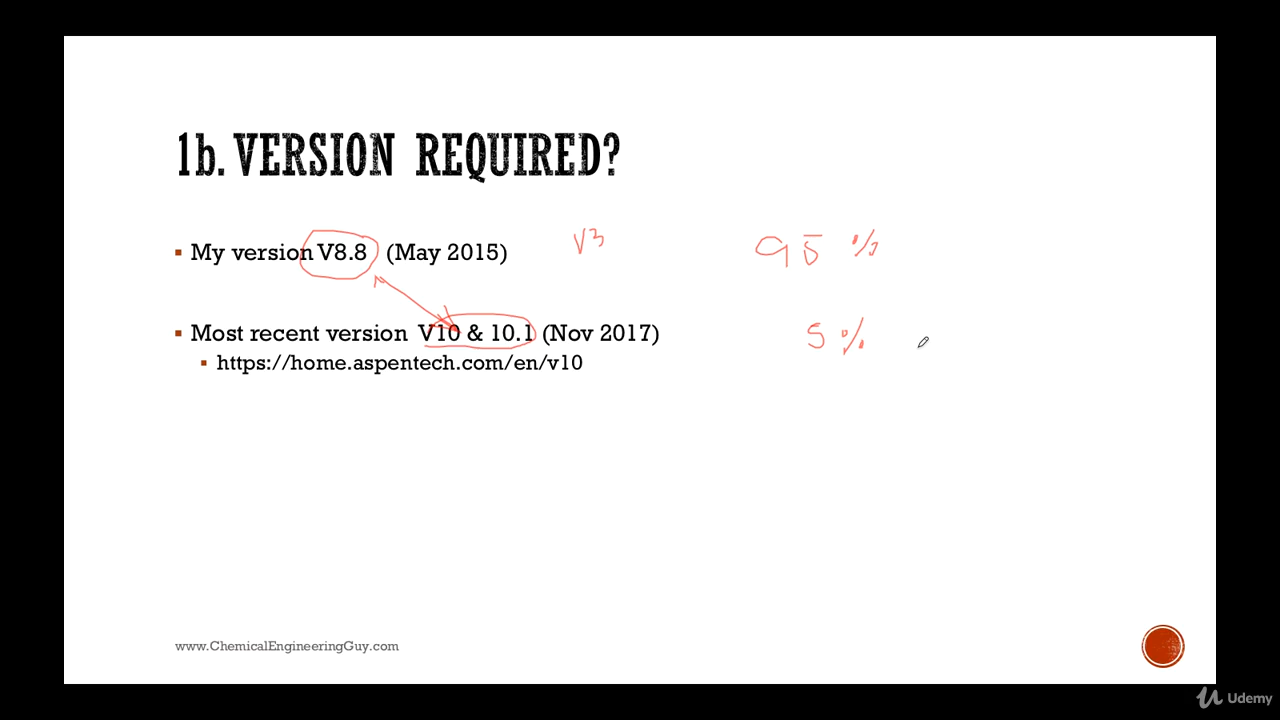 1b. VERSION REQUIRED?
▪ My version V8.8 (May 2015) V3 95 %
▪ Most recent version V10 & 10.1 (Nov 2017) 5 %
▪ https://home.aspentech.com/en/v10
www.ChemicalEngineeringGuy.com
Udemy